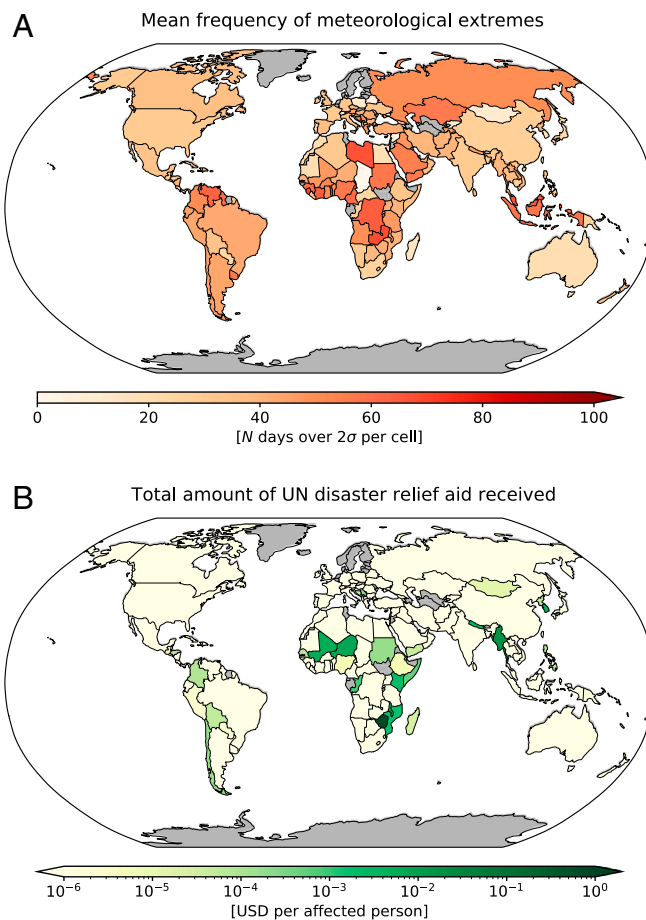 A
Mean frequency of meteorological extremes
0 20 40 60 80 100
[N days over 2σ per cell]
B
Total amount of UN disaster relief aid received
10⁻⁶ 10⁻⁵ 10⁻⁴ 10⁻³ 10⁻² 10⁻¹ 10⁰
[USD per affected person]